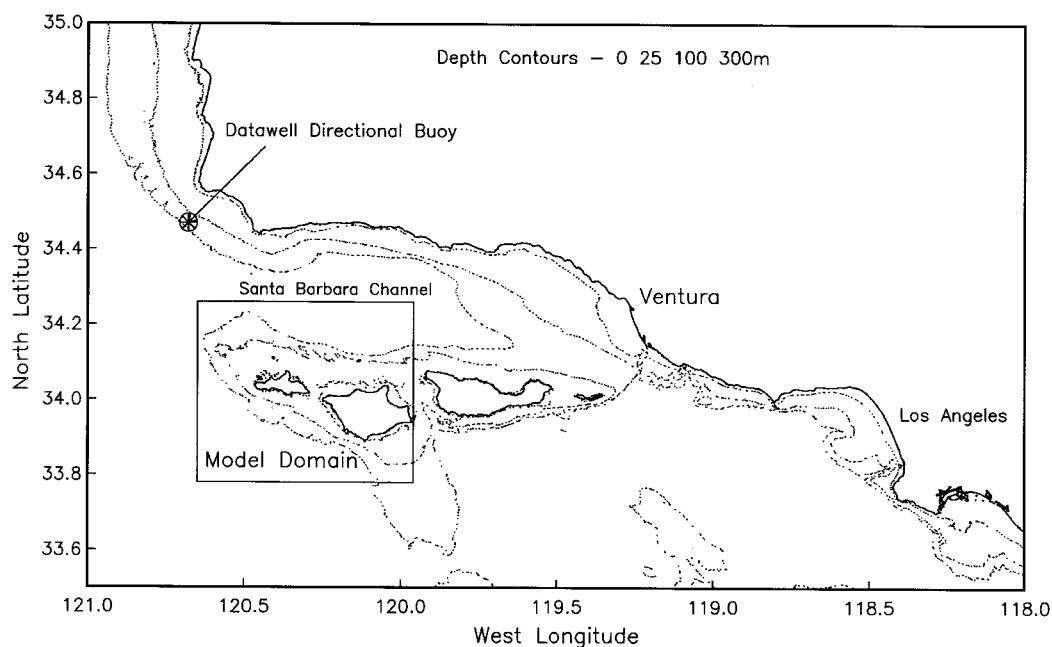 35.0
Depth Contours – 0 25 100 300m
34.8
Datawell Directional Buoy
34.6
34.4
Santa Barbara Channel
Ventura
34.2
North Latitude
34.0
Los Angeles
Model Domain
33.8
33.6
121.0 120.5 120.0 119.5 119.0 118.5 118.0
West Longitude